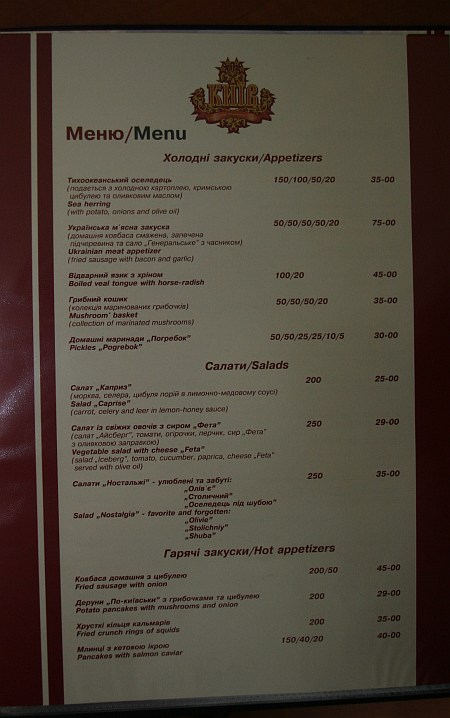 КИЇВ
Меню/Menu
Холодні закуски/Appetizers
Тихоокванський оселедець 150/100/50/20 35-00
(подається з холодною картоплею, кримською
цибулею та оливковим маслом)
Sea herring
(with potato, onions and olive oil)
Українська м`ясна закуска 50/50/50/50/20 75-00
(домашня ковбаса смажена, запечена
підчеревина та сало „Генеральське" з часником)
Ukrainian meat appetizer
(fried sausage with bacon and garlic)
Відварний язик з хріном 100/20 45-00
Boiled veal tongue with horse-radish
Грибний кошик 50/50/50/20 35-00
(колекція маринованих грибочків)
Mushroom` basket
(collection of marinated mushrooms)
Домашні маринади „Погребок" 50/50/25/25/10/5 30-00
Pickles „Pogrebok"
Салати/Salads
Салат „Каприз" 200 25-00
(морква, селера, цибуля порій в лимонно-медовому соусі)
Salad „Caprise"
(carrot, celery and leer in lemon-honey sauce)
Салат із свіжих овочів з сиром „Фета" 250 29-00
(салат „Айсберг", томати, огірочки, перчик, сир „Фета"
з оливковою заправкою)
Vegetable salad with cheese „Feta"
(salad „Iceberg", tomato, cucumber, paprica, cheese „Feta"
served with olive oil)
Салати „Ностальжі" - улюблені та забуті: 250 35-00
„Олів`є"
„Столичний"
„Оселедець під шубою"
Salad „Nostalgia" - favorite and forgotten:
„Olivie"
„Stolichniy"
„Shuba"
Гарячі закуски/Hot appetizers
Ковбаса домашня з цибулею 200/50 45-00
Fried sausage with onion
Деруни „По-київськи" з грибочками та цибулею 200 29-00
Potato pancakes with mushrooms and onion
Хрусткі кільця кальмарів 200 35-00
Fried crunch rings of squids
Млинці з кетовою ікрою 150/40/20 40-00
Pancakes with salmon caviar